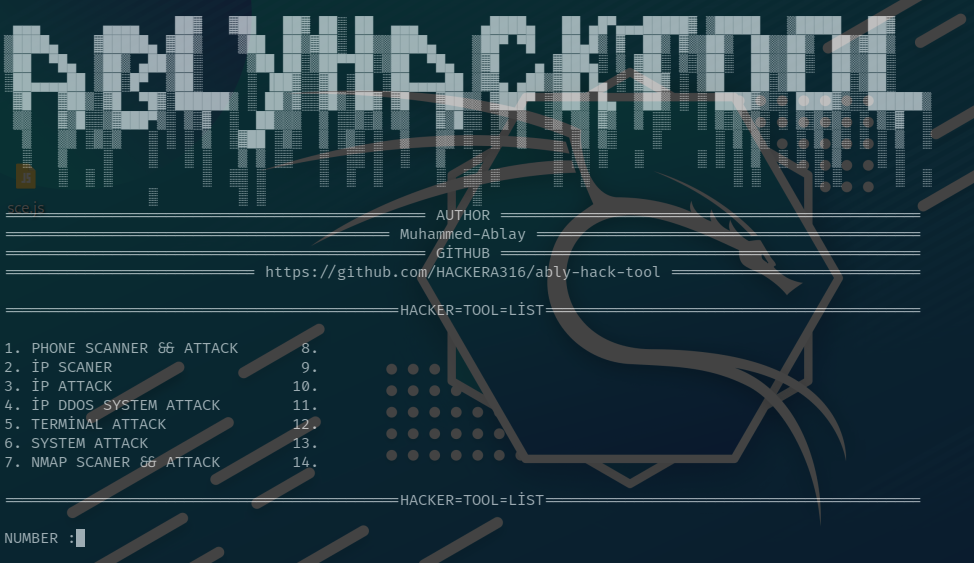 sce.js
AUTHOR
Muhammed-Ablay
GİTHUB
https://github.com/HACKERA316/ably-hack-tool
HACKER=TOOL=LİST
1. PHONE SCANNER && ATTACK 8.
2. İP SCANER 9.
3. İP ATTACK 10.
4. İP DDOS SYSTEM ATTACK 11.
5. TERMİNAL ATTACK 12.
6. SYSTEM ATTACK 13.
7. NMAP SCANER && ATTACK 14.
HACKER=TOOL=LİST
NUMBER :